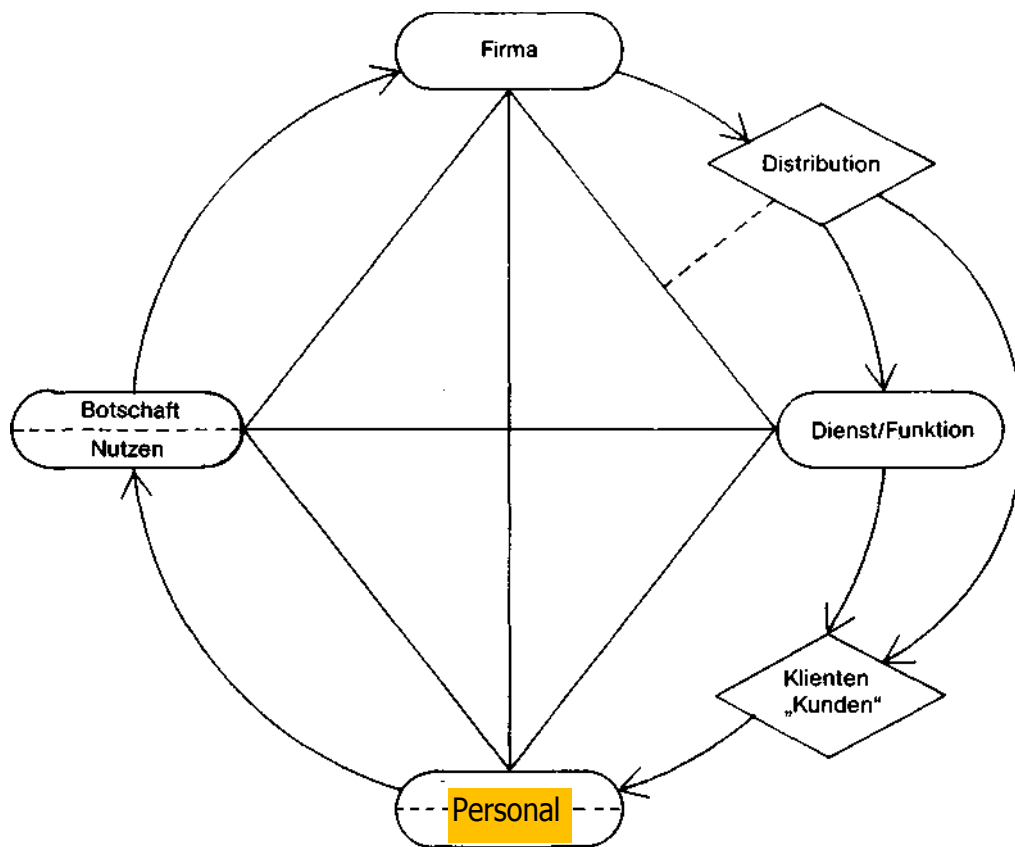 Firma
Distribution
Botschaft
Nutzen
Dienst/Funktion
Klienten
„Kunden“
Personal